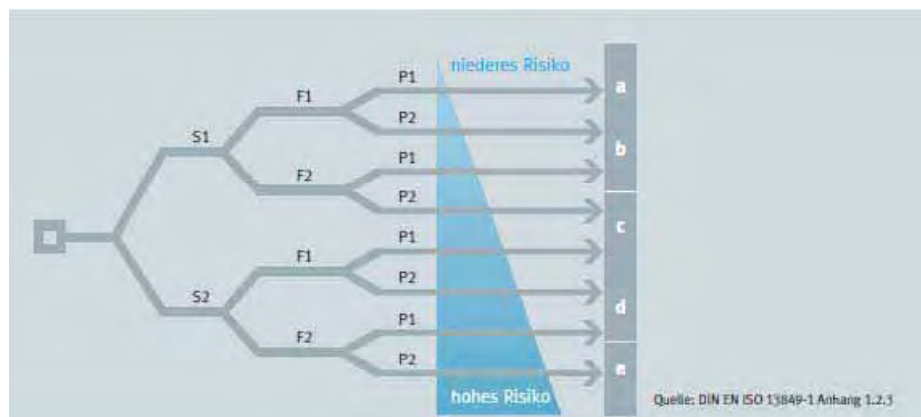 niederes Risiko
P1
a
F1
P2
S1
b
P1
F2
P2
c
P1
F1
P2
S2
d
P1
F2
P2
e
hohes Risiko
Quelle: DIN EN ISO 13849-1 Anhang 1.2.3